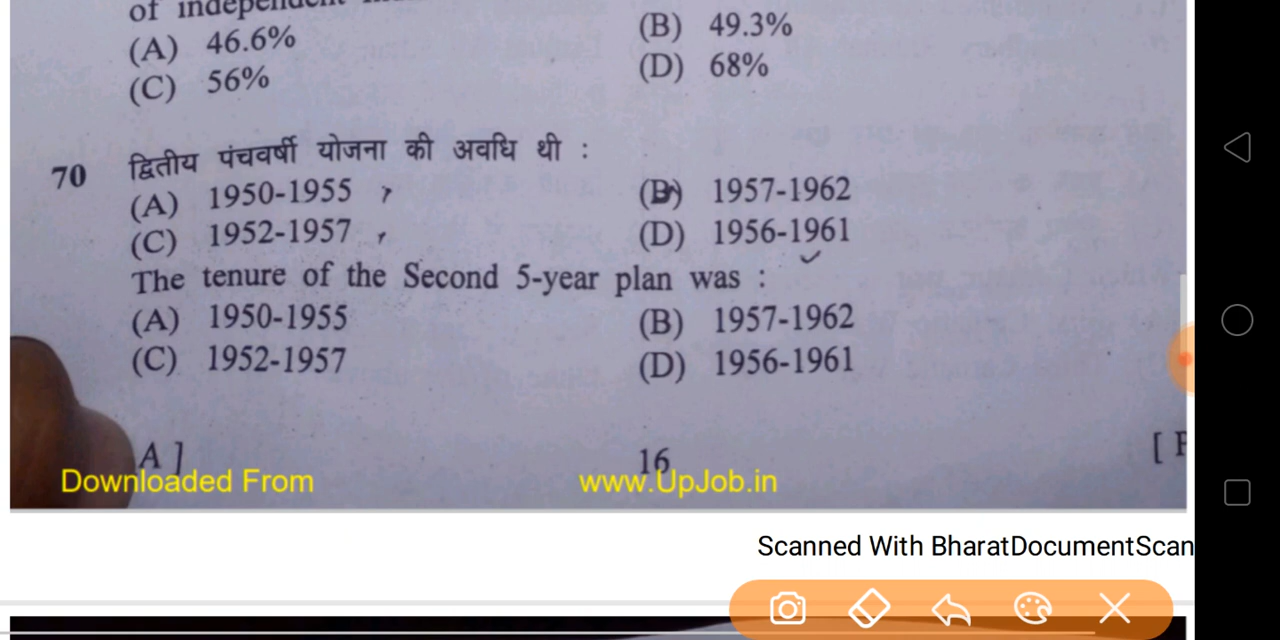 of independent
(A) 46.6% (B) 49.3%
(C) 56% (D) 68%
70 द्वितीय पंचवर्षी योजना की अवधि थी :
(A) 1950-1955 (B) 1957-1962
(C) 1952-1957 (D) 1956-1961
The tenure of the Second 5-year plan was :
(A) 1950-1955 (B) 1957-1962
(C) 1952-1957 (D) 1956-1961
A ] 16 [
Downloaded From www.UpJob.in
Scanned With BharatDocumentScan